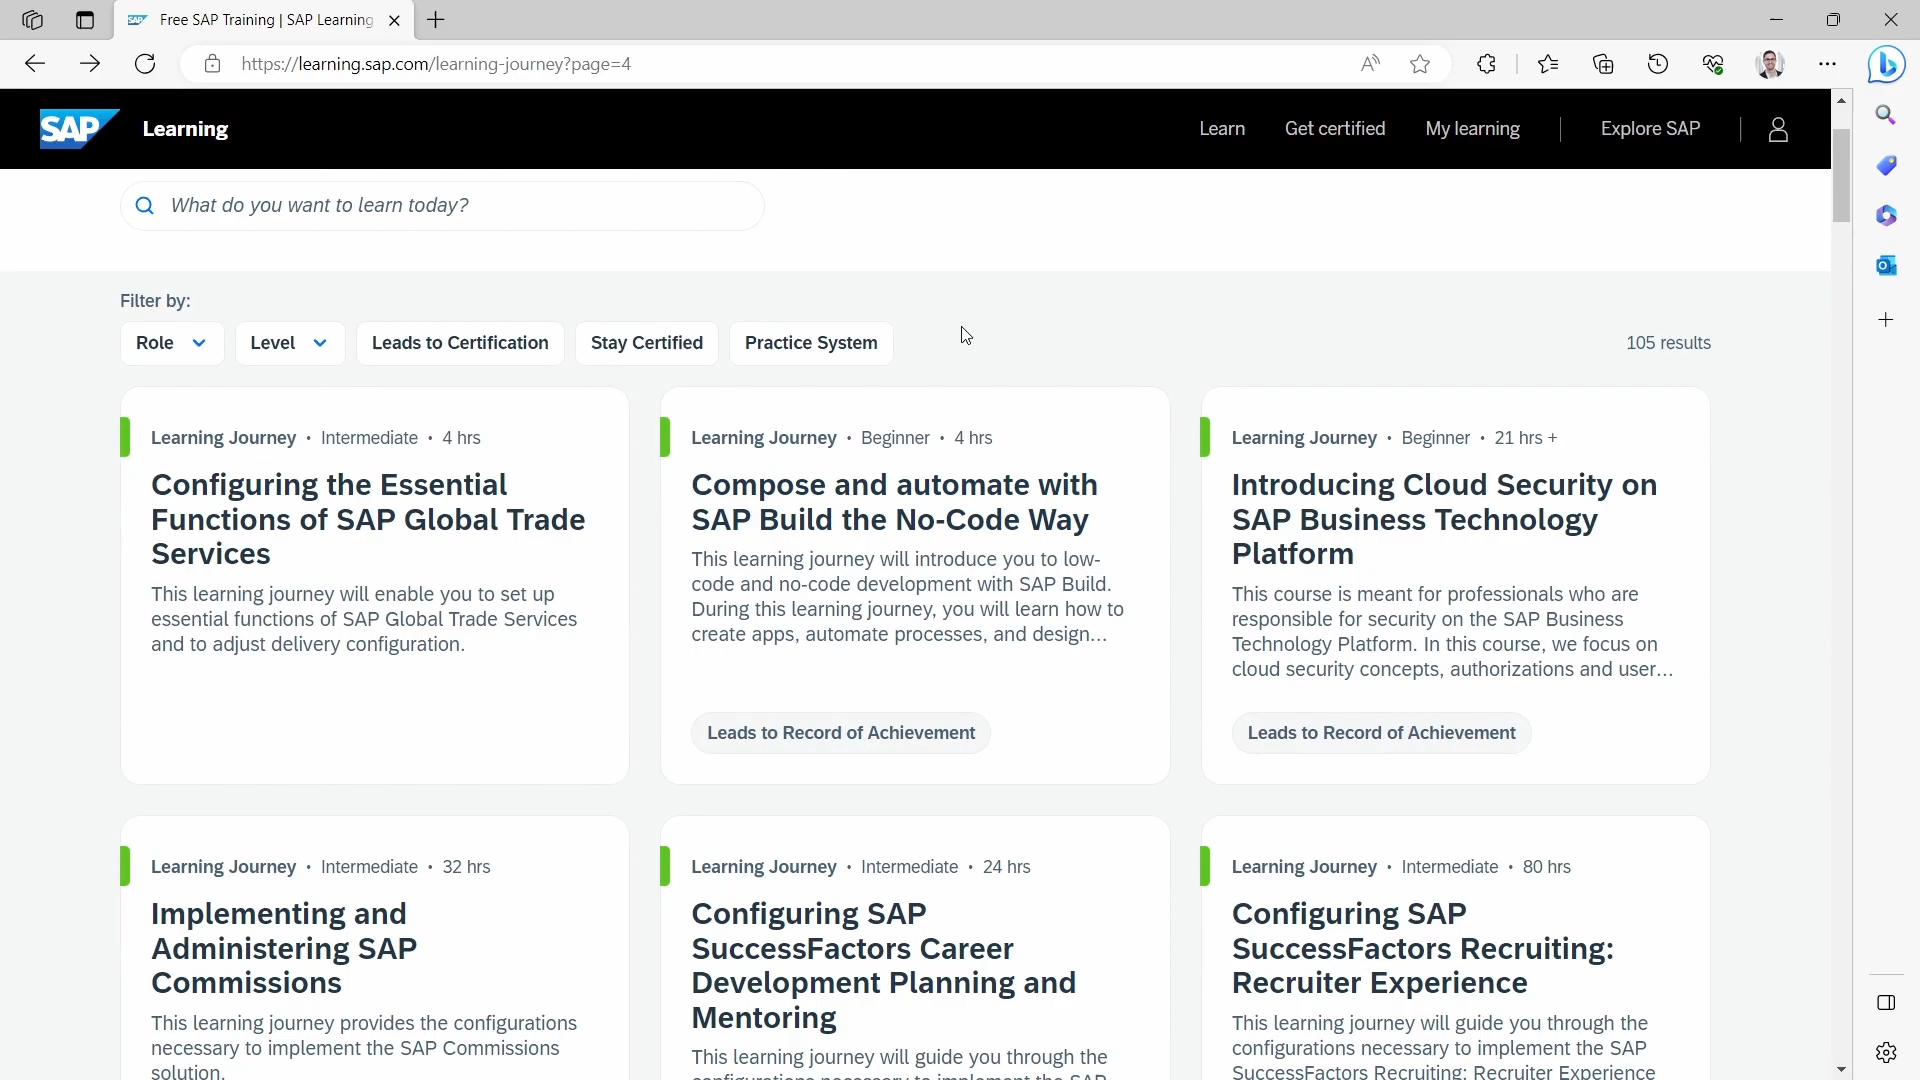 Free SAP Training | SAP Learning
https://learning.sap.com/learning-journey?page=4
SAP Learning
Learn
Get certified
My learning
Explore SAP
What do you want to learn today?
Filter by:
Role
Level
Leads to Certification
Stay Certified
Practice System
105 results
Learning Journey • Intermediate • 4 hrs
Configuring the Essential
Functions of SAP Global Trade
Services
This learning journey will enable you to set up
essential functions of SAP Global Trade Services
and to adjust delivery configuration.
Learning Journey • Beginner • 4 hrs
Compose and automate with
SAP Build the No-Code Way
This learning journey will introduce you to low-
code and no-code development with SAP Build.
During this learning journey, you will learn how to
create apps, automate processes, and design...
Leads to Record of Achievement
Learning Journey • Beginner • 21 hrs +
Introducing Cloud Security on
SAP Business Technology
Platform
This course is meant for professionals who are
responsible for security on the SAP Business
Technology Platform. In this course, we focus on
cloud security concepts, authorizations and user...
Leads to Record of Achievement
Learning Journey • Intermediate • 32 hrs
Implementing and
Administering SAP
Commissions
This learning journey provides the configurations
necessary to implement the SAP Commissions
solution.
Learning Journey • Intermediate • 24 hrs
Configuring SAP
SuccessFactors Career
Development Planning and
Mentoring
This learning journey will guide you through the
configurations necessary to implement the SAP
Learning Journey • Intermediate • 80 hrs
Configuring SAP
SuccessFactors Recruiting:
Recruiter Experience
This learning journey will guide you through the
configurations necessary to implement the SAP
SuccessFactors Recruiting: Recruiter Experience